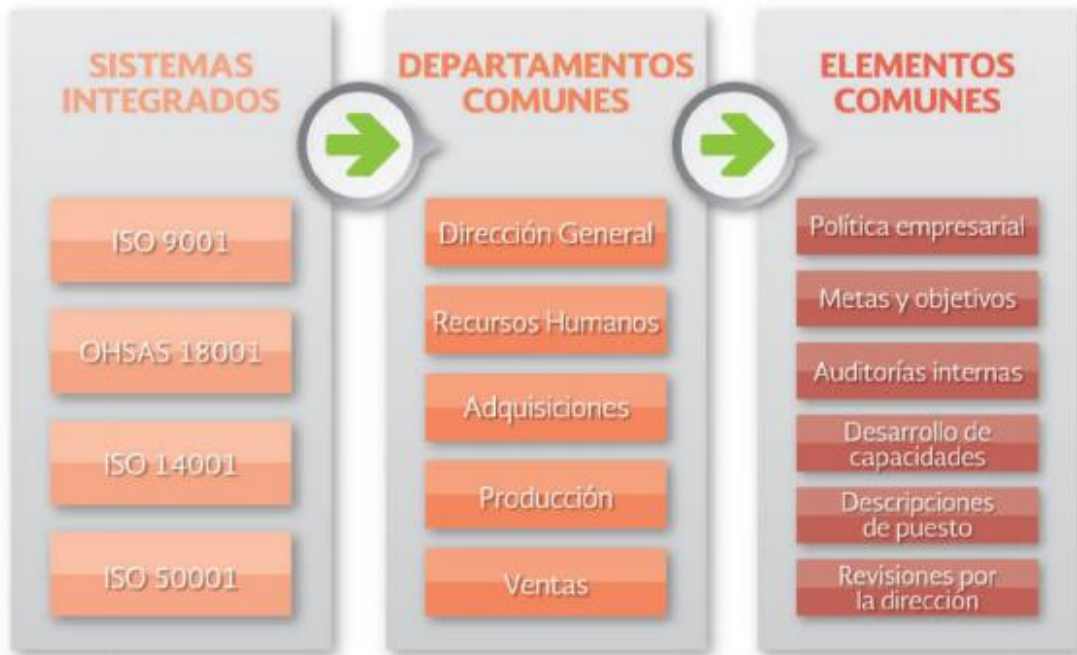 SISTEMAS
INTEGRADOS
ISO 9001
OHSAS 18001
ISO 14001
ISO 50001
DEPARTAMENTOS
COMUNES
Dirección General
Recursos Humanos
Adquisiciones
Producción
Ventas
ELEMENTOS
COMUNES
Política empresarial
Metas y objetivos
Auditorías internas
Desarrollo de
capacidades
Descripciones
de puesto
Revisiones por
la dirección